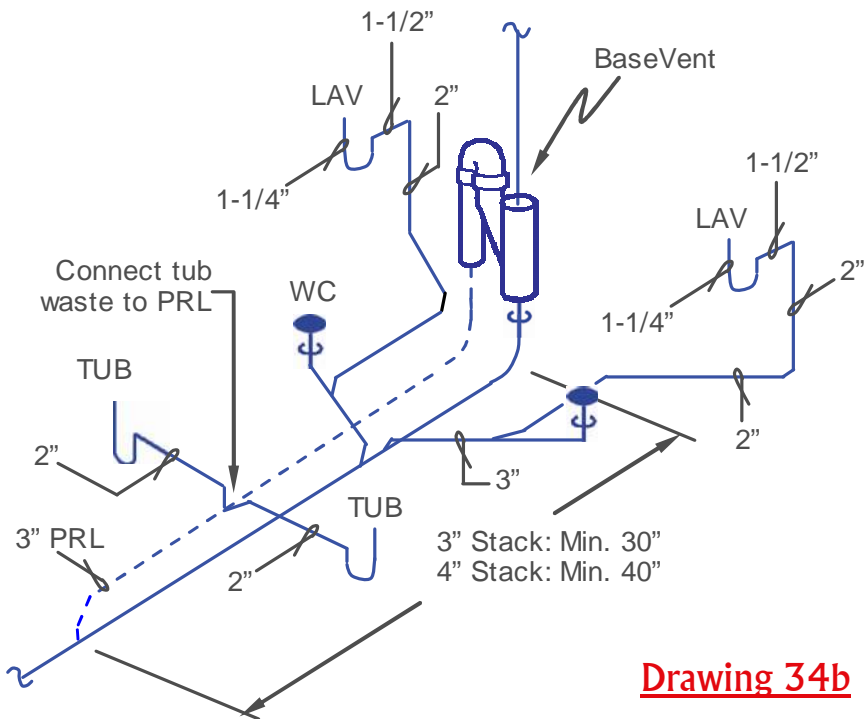 1-1/2”
BaseVent
LAV
2”
1-1/4”
1-1/2”
LAV
2”
1-1/4”
Connect tub
waste to PRL
WC
TUB
2”
2”
3”
TUB
3” PRL
2”
3” Stack: Min. 30”
4” Stack: Min. 40”
Drawing 34b